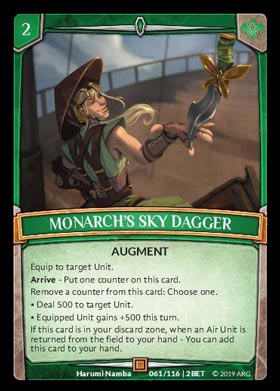 2
MONARCH'S SKY DAGGER
AUGMENT
Equip to target Unit.
Arrive - Put one counter on this card.
Remove a counter from this card: Choose one.
• Deal 500 to target Unit.
• Equipped Unit gains +500 this turn.
If this card is in your discard zone, when an Air Unit is
returned from the field to your hand - You can
add this card to your hand.
Harumi Namba 061/116 | 2BET © 2019 ARG